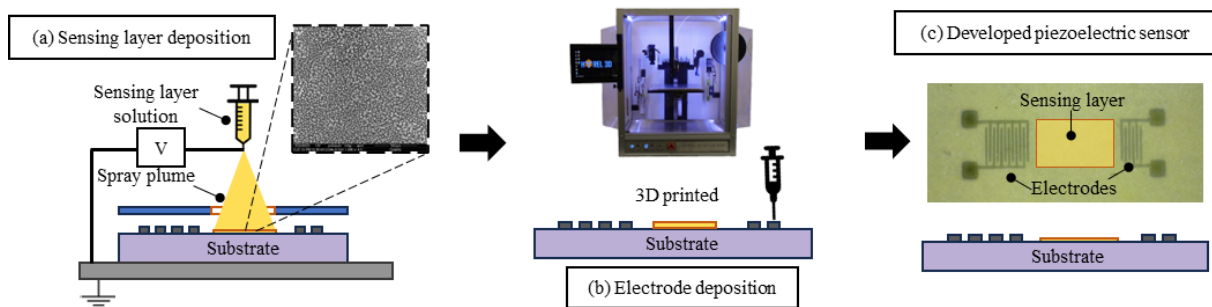 (a) Sensing layer deposition
Sensing layer
solution
V
Spray plume
Substrate
3D printed
Substrate
(b) Electrode deposition
(c) Developed piezoelectric sensor
Sensing layer
Electrodes
Substrate